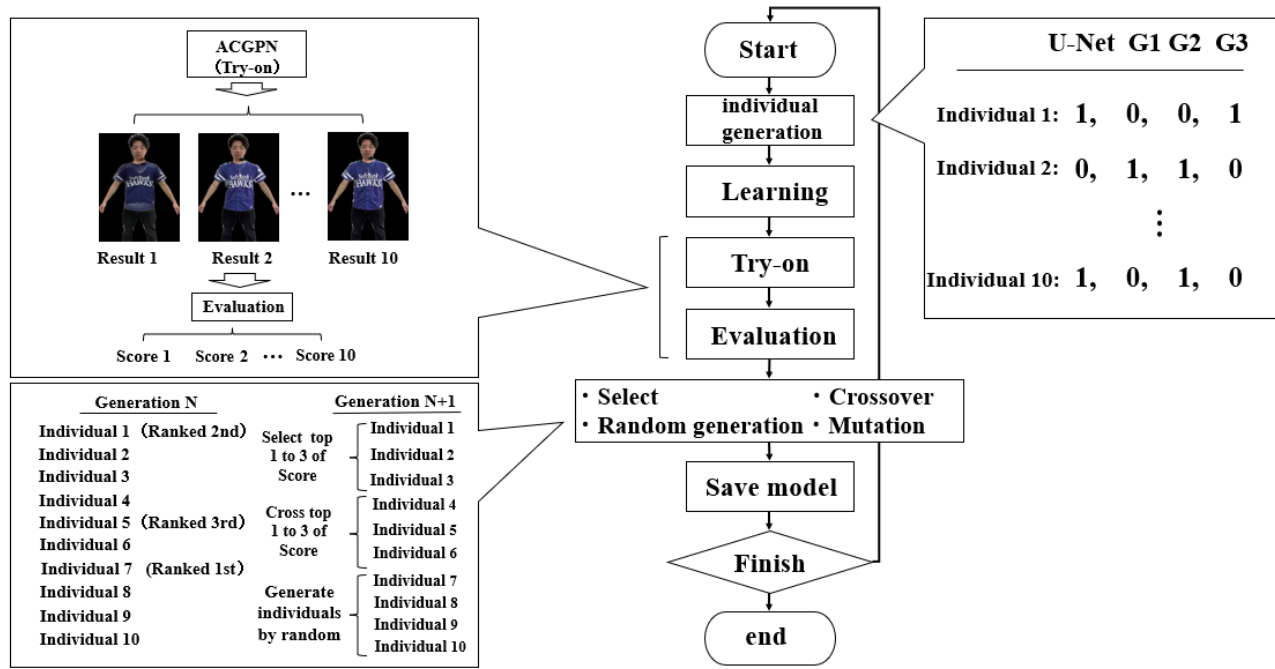 ACGPN
(Try-on)
Result 1
Result 2
...
Result 10
Evaluation
Score 1
Score 2
...
Score 10
Generation N
Individual 1 (Ranked 2nd)
Individual 2
Individual 3
Individual 4
Individual 5 (Ranked 3rd)
Individual 6
Individual 7 (Ranked 1st)
Individual 8
Individual 9
Individual 10
Select top
1 to 3 of
Score
Cross top
1 to 3 of
Score
Generate
individuals
by random
Generation N+1
Individual 1
Individual 2
Individual 3
Individual 4
Individual 5
Individual 6
Individual 7
Individual 8
Individual 9
Individual 10
Start
individual
generation
Learning
Try-on
Evaluation
・Select ・Crossover
・Random generation ・Mutation
Save model
Finish
end
U-Net G1 G2 G3
Individual 1: 1, 0, 0, 1
Individual 2: 0, 1, 1, 0
⋮
Individual 10: 1, 0, 1, 0
HAWKS
HAWKS
HAWKS